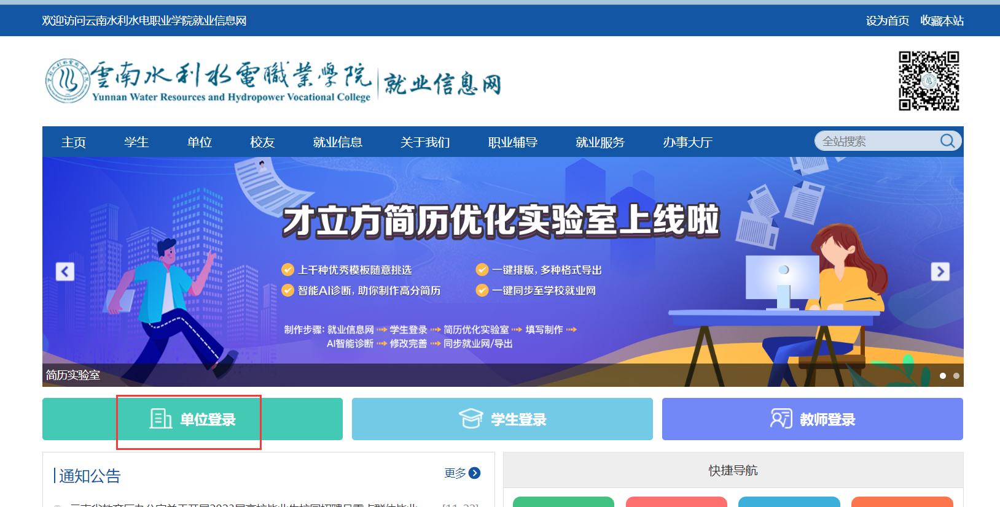 欢迎访问云南水利水电职业学院就业信息网
设为首页 收藏本站
雲南水利水電職業學院 就业信息网
Yunnan Water Resources and Hydropower Vocational College
主页 学生 单位 校友 就业信息 关于我们 职业辅导 就业服务 办事大厅 全站搜索
才立方简历优化实验室上线啦
上千种优秀模板随意挑选 一键排版，多种格式导出
智能AI诊断，助你制作高分简历 一键同步至学校就业网
制作步骤：就业信息网 学生登录 简历优化实验室 填写制作
AI智能诊断 修改完善 同步就业网/导出
简历实验室
单位登录 学生登录 教师登录
通知公告 更多
快捷导航